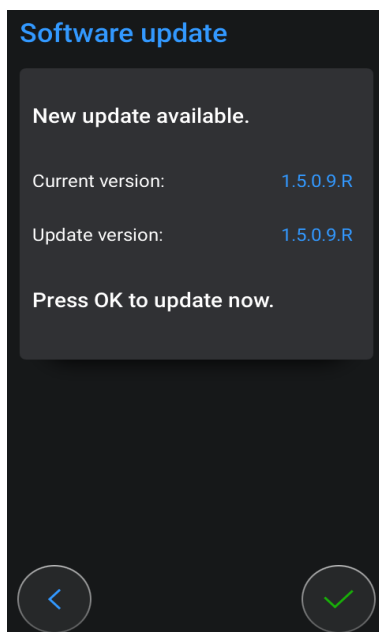 Software update
New update available.
Current version: 1.5.0.9.R
Update version: 1.5.0.9.R
Press OK to update now.